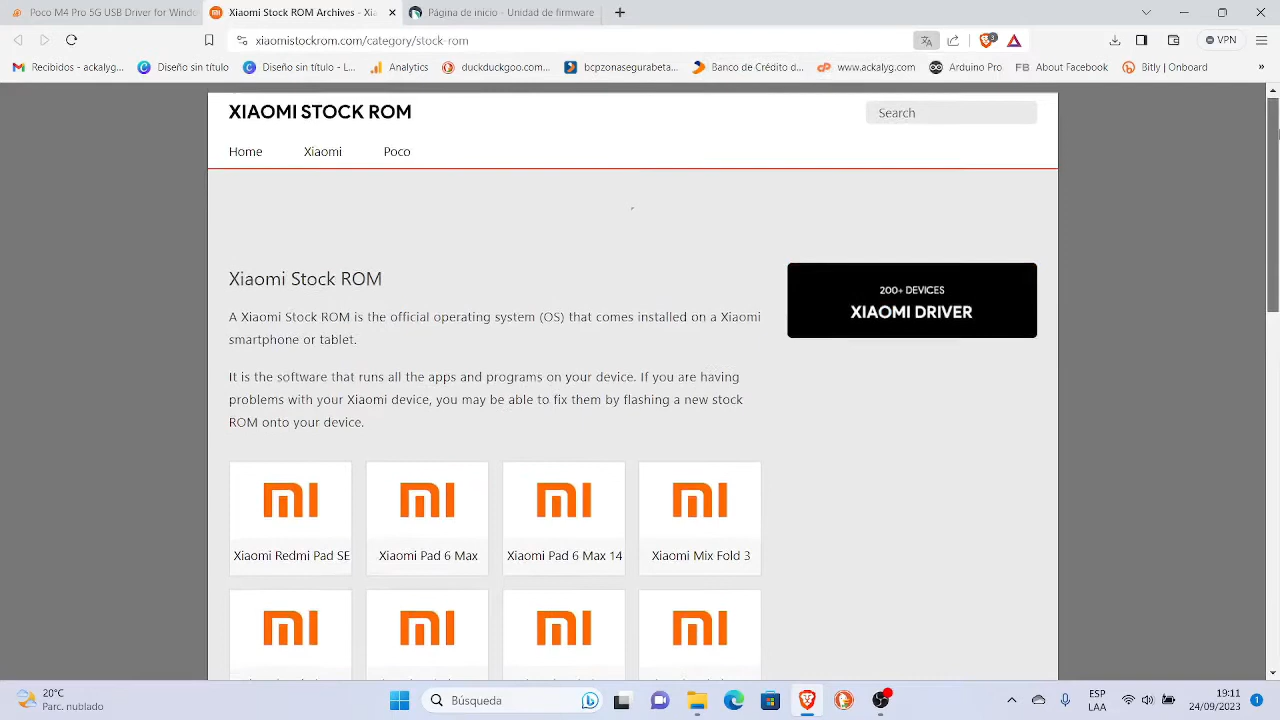 Poco M4 Pro 5G USB Driver for Windo
Xiaomi Stock ROM Archives - Xia
Página de inicio - Unidad de firmware
xiaomistockrom.com/category/stock-rom
3
VPN
Recibidos - ackalyg...
Diseño sin título
Diseño sin título - L...
Analytics
duckduckgo.com...
bcpzonasegurabeta...
Banco de Crédito d...
www.ackalyg.com
Arduino Pro
About Facebook
Bitly | Onboard
XIAOMI STOCK ROM
Search
Home
Xiaomi
Poco
Xiaomi Stock ROM
A Xiaomi Stock ROM is the official operating system (OS) that comes installed on a Xiaomi
smartphone or tablet.
It is the software that runs all the apps and programs on your device. If you are having
problems with your Xiaomi device, you may be able to fix them by flashing a new stock
ROM onto your device.
200+ DEVICES
XIAOMI DRIVER
Xiaomi Redmi Pad SE
Xiaomi Pad 6 Max
Xiaomi Pad 6 Max 14
Xiaomi Mix Fold 3
20°C
Parc. nublado
Búsqueda
ESP
LAA
19:11
24/09/2023
1